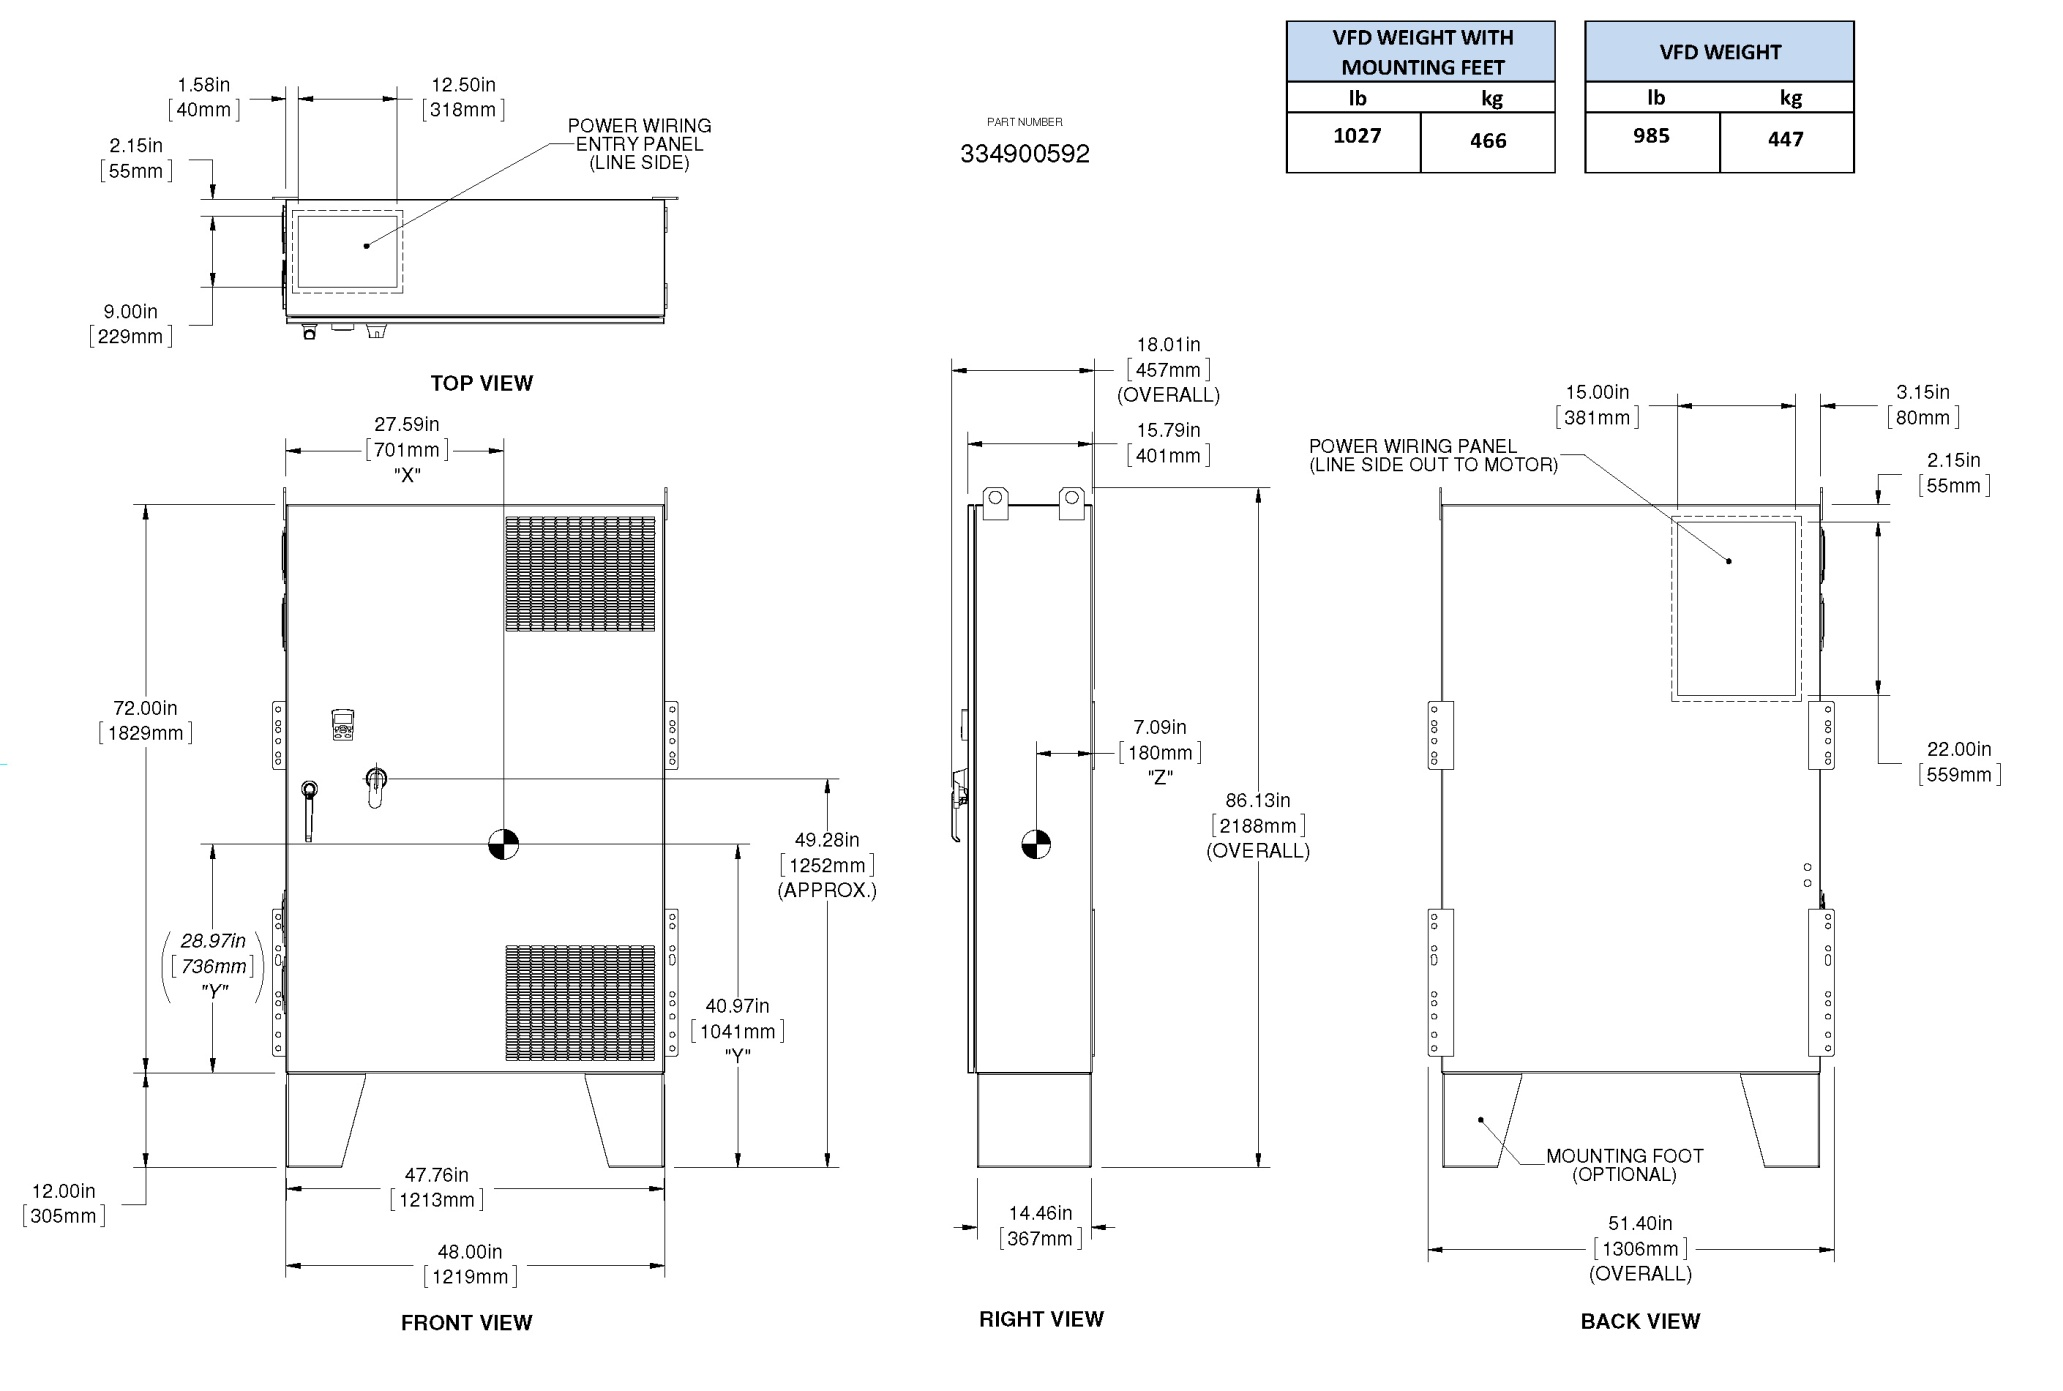 VFD WEIGHT WITH
MOUNTING FEET
lb kg
1027 466
VFD WEIGHT
lb kg
985 447
PART NUMBER
334900592
1.58in
[40mm]
12.50in
[318mm]
2.15in
[55mm]
9.00in
[229mm]
POWER WIRING
ENTRY PANEL
(LINE SIDE)
TOP VIEW
27.59in
[701mm]
"X"
72.00in
[1829mm]
(28.97in
[736mm]
"Y")
12.00in
[305mm]
49.28in
[1252mm]
(APPROX.)
40.97in
[1041mm]
"Y"
47.76in
[1213mm]
48.00in
[1219mm]
FRONT VIEW
18.01in
[457mm]
(OVERALL)
15.79in
[401mm]
7.09in
[180mm]
"Z"
86.13in
[2188mm]
(OVERALL)
14.46in
[367mm]
RIGHT VIEW
15.00in
[381mm]
3.15in
[80mm]
POWER WIRING PANEL
(LINE SIDE OUT TO MOTOR)
2.15in
[55mm]
22.00in
[559mm]
MOUNTING FOOT
(OPTIONAL)
51.40in
[1306mm]
(OVERALL)
BACK VIEW